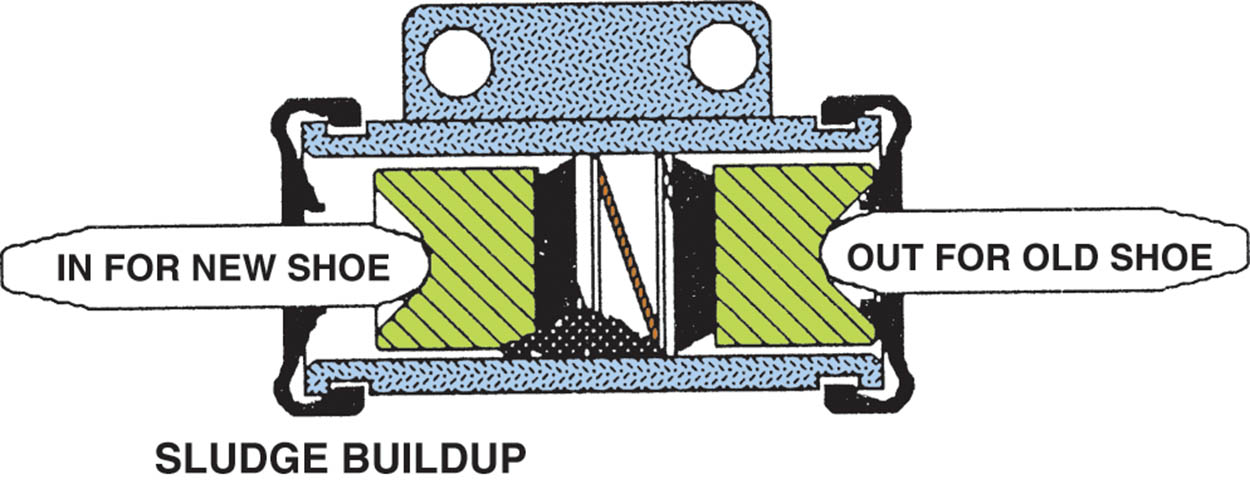 IN FOR NEW SHOE
OUT FOR OLD SHOE
SLUDGE BUILDUP